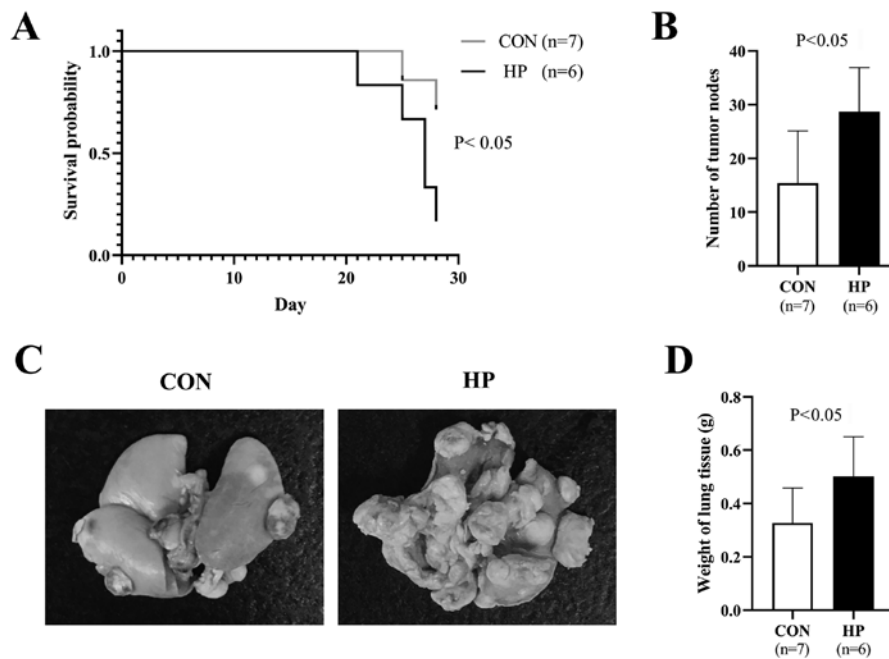 A
1.0
0.5
0.0
Survival probability
0
10
20
30
Day
CON (n=7)
HP (n=6)
P< 0.05
B
P<0.05
40
30
20
10
0
Number of tumor nodes
CON
(n=7)
HP
(n=6)
C
CON
HP
D
P<0.05
0.8
0.6
0.4
0.2
0.0
Weight of lung tissue (g)
CON
(n=7)
HP
(n=6)